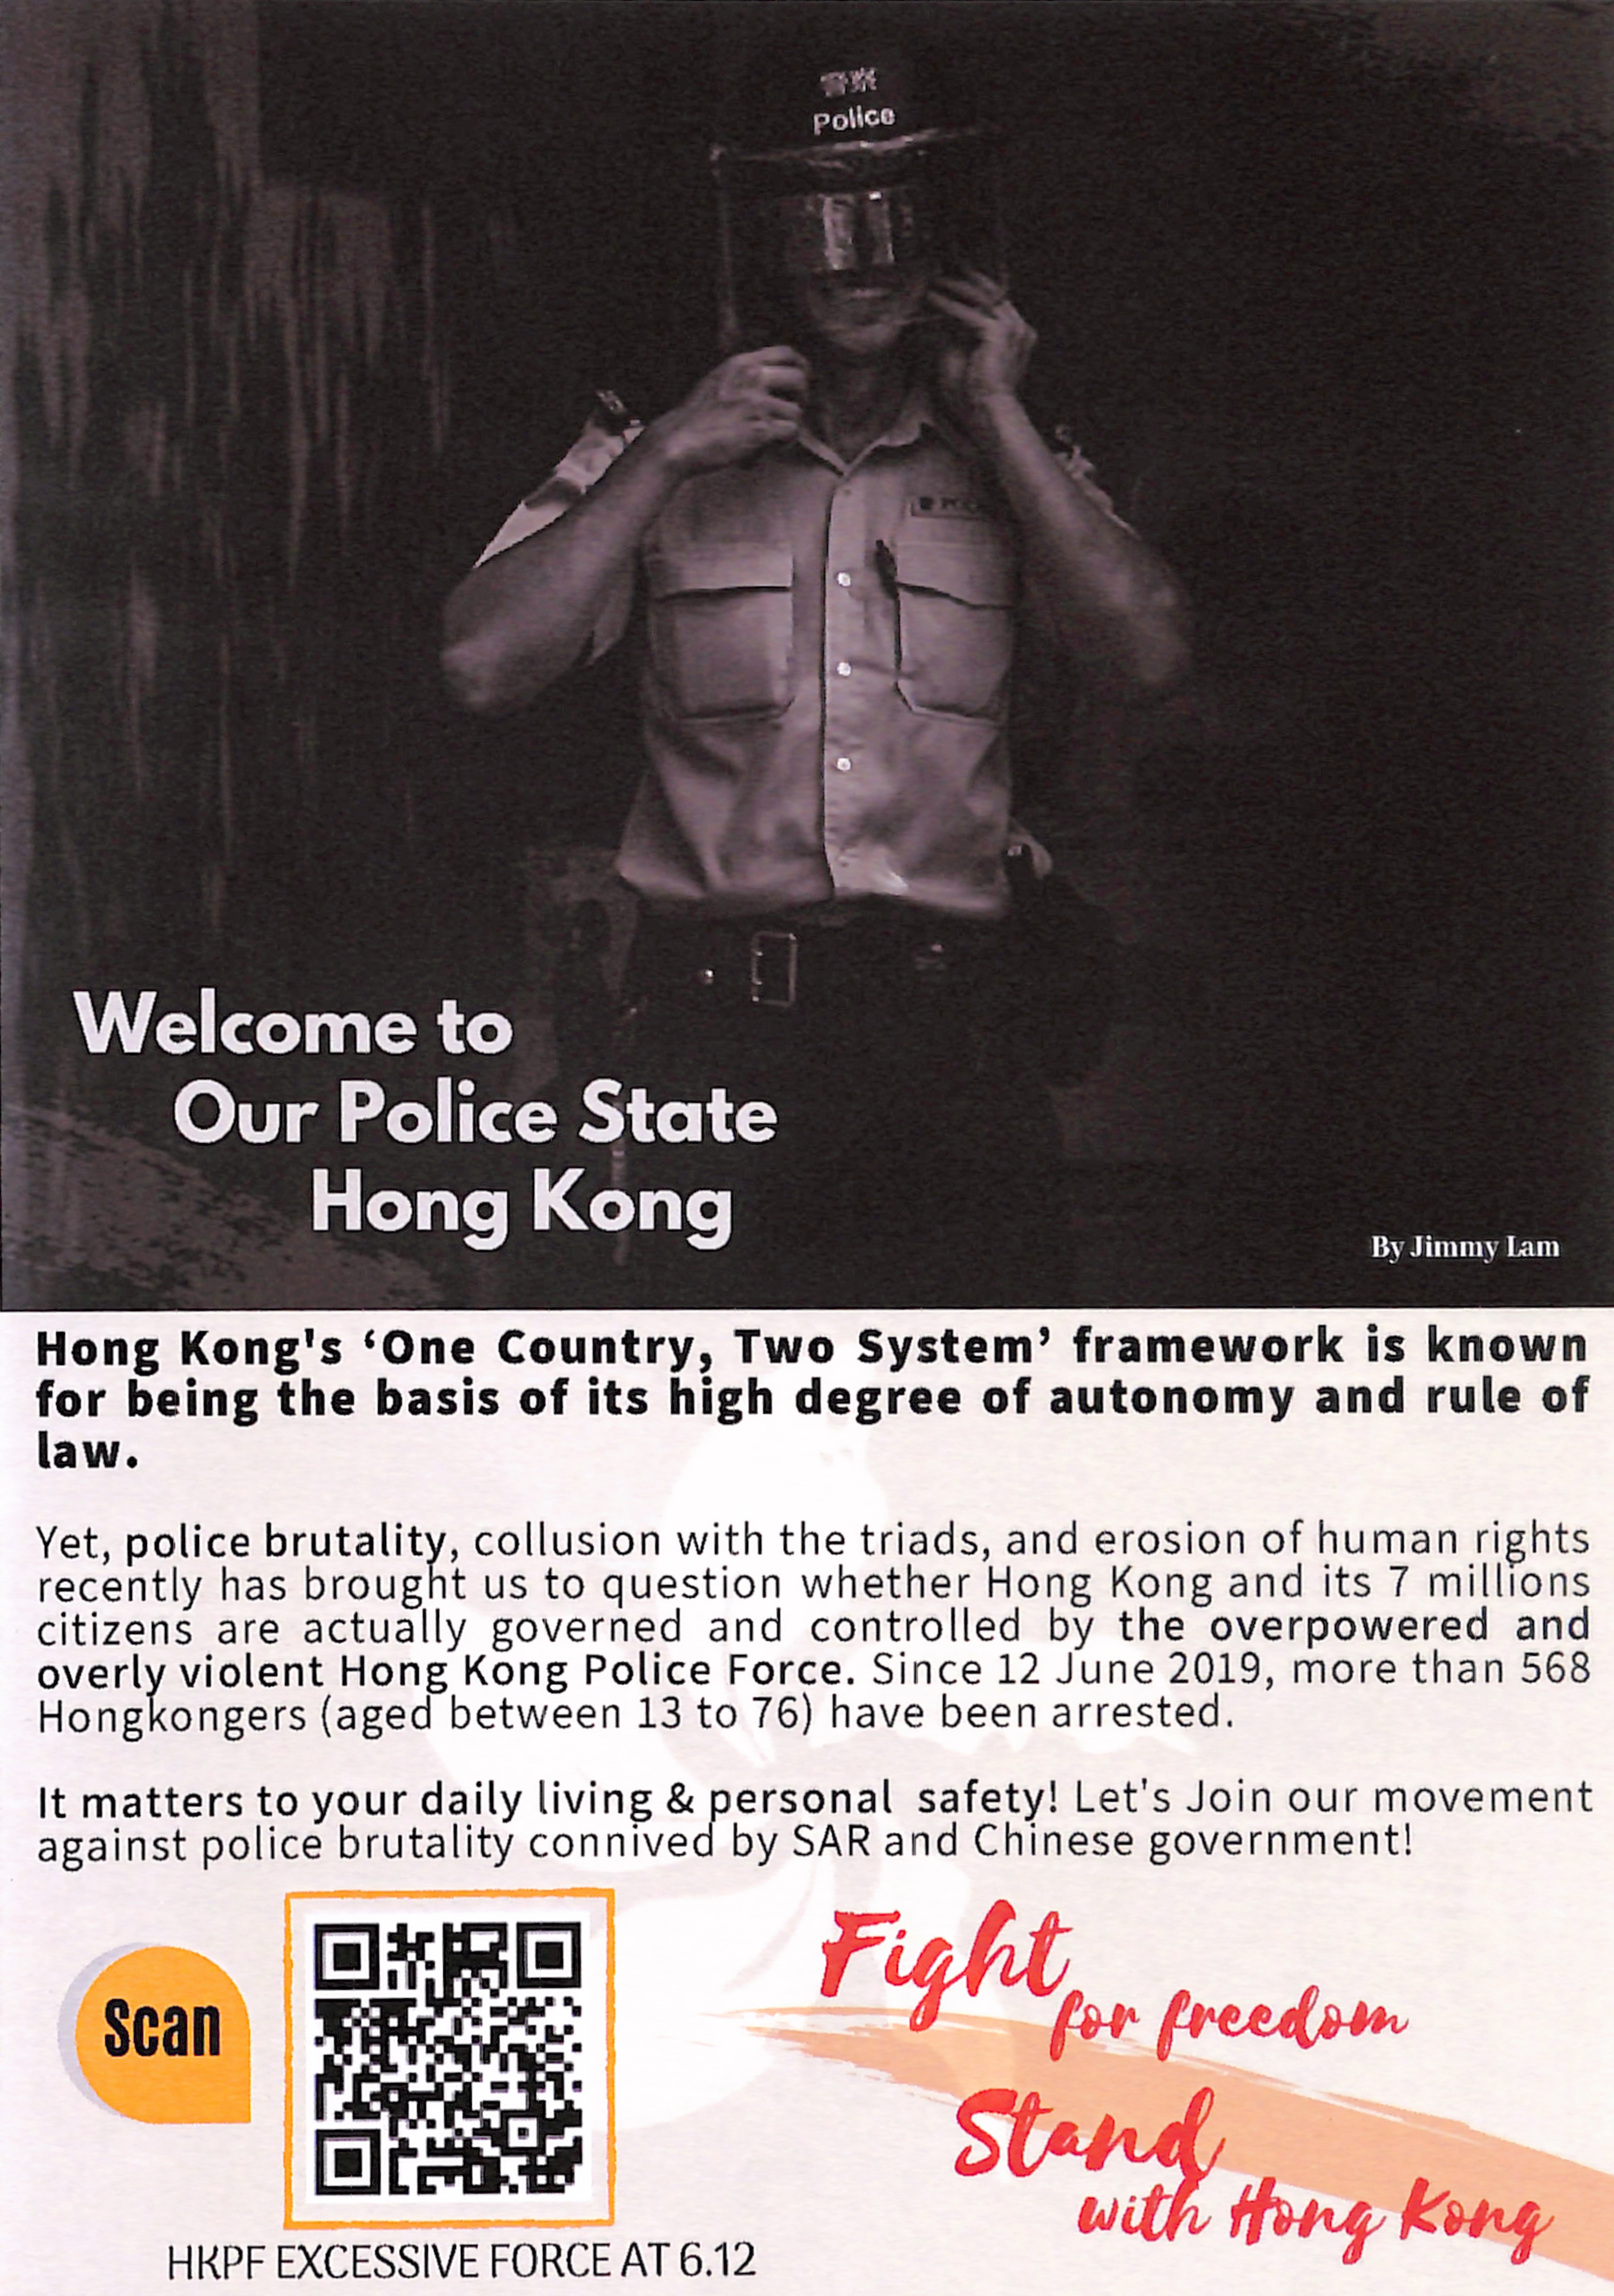 警察
Police
Welcome to
Our Police State
Hong Kong
By Jimmy Lam
Hong Kong's ‘One Country, Two System’ framework is known
for being the basis of its high degree of autonomy and rule of
law.
Yet, police brutality, collusion with the triads, and erosion of human rights
recently has brought us to question whether Hong Kong and its 7 millions
citizens are actually governed and controlled by the overpowered and
overly violent Hong Kong Police Force. Since 12 June 2019, more than 568
Hongkongers (aged between 13 to 76) have been arrested.
It matters to your daily living & personal safety! Let's Join our movement
against police brutality connived by SAR and Chinese government!
Scan
Fight
for freedom
Stand
with Hong Kong
HKPF EXCESSIVE FORCE AT 6.12